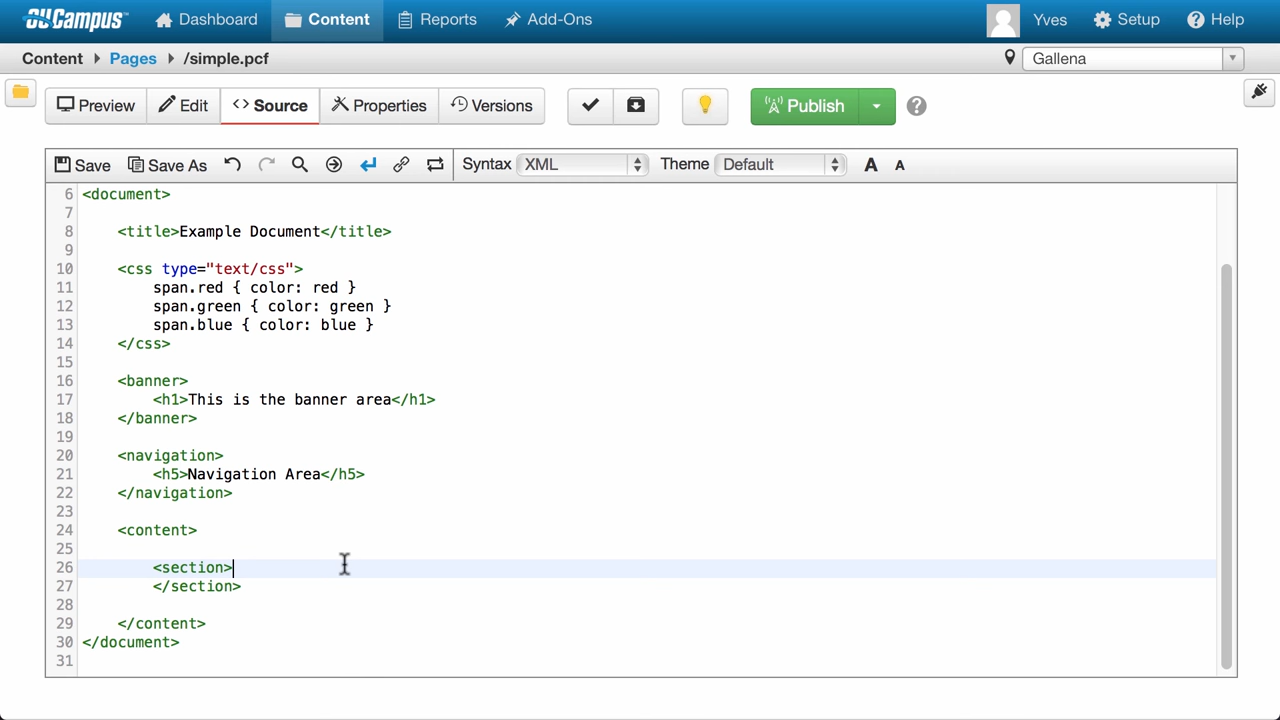 OU Campus™ Dashboard Content Reports Add-Ons Yves Setup Help
Content Pages /simple.pcf Gallena
Preview Edit Source Properties Versions Publish
Save Save As Syntax XML Theme Default A A
6 <document>
7
8 <title>Example Document</title>
9
10 <css type="text/css">
11 span.red { color: red }
12 span.green { color: green }
13 span.blue { color: blue }
14 </css>
15
16 <banner>
17 <h1>This is the banner area</h1>
18 </banner>
19
20 <navigation>
21 <h5>Navigation Area</h5>
22 </navigation>
23
24 <content>
25
26 <section>
27 </section>
28
29 </content>
30 </document>
31